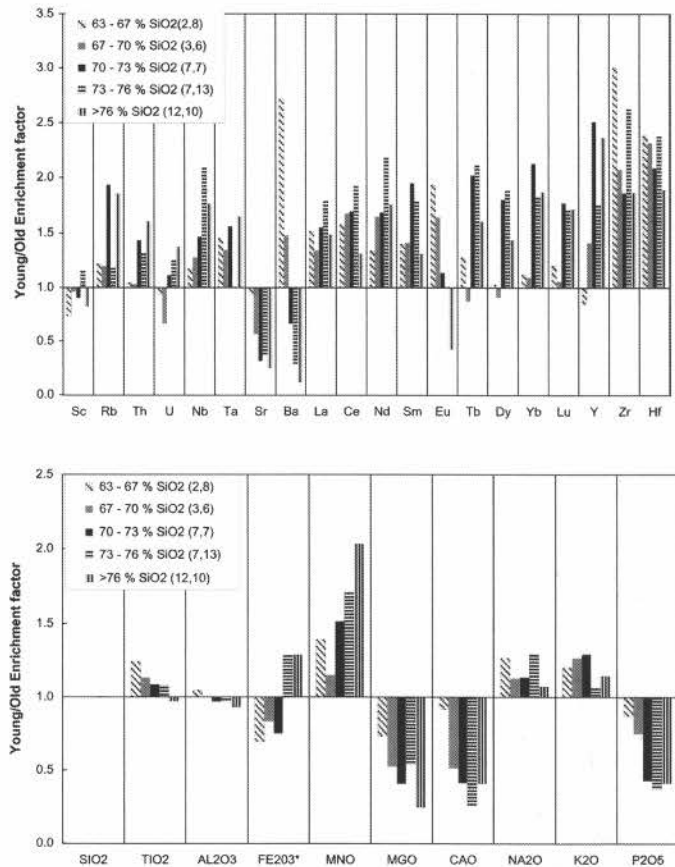 3.5
3.0
2.5
2.0
1.5
1.0
0.5
0.0
Young/Old Enrichment factor
63 - 67 % SiO2(2,8)
67 - 70 % SiO2 (3,6)
70 - 73 % SiO2 (7,7)
73 - 76 % SiO2 (7,13)
>76 % SiO2 (12,10)
Sc Rb Th U Nb Ta Sr Ba La Ce Nd Sm Eu Tb Dy Yb Lu Y Zr Hf
2.5
2.0
1.5
1.0
0.5
0.0
Young/Old Enrichment factor
63 - 67 % SiO2 (2,8)
67 - 70 % SiO2 (3,6)
70 - 73 % SiO2 (7,7)
73 - 76 % SiO2 (7,13)
>76 % SiO2 (12,10)
SIO2 TIO2 AL2O3 FE203* MNO MGO CAO NA2O K2O P2O5